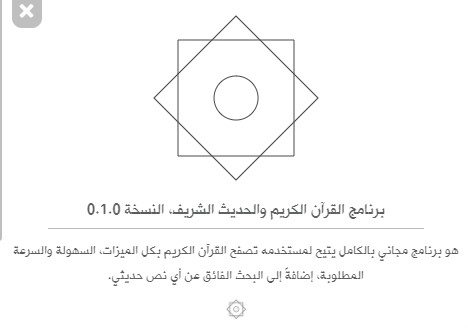 برنامج القرآن الكريم والحديث الشريف، النسخة 0.1.0
هو برنامج مجاني بالكامل يتيح لمستخدمه تصفح القرآن الكريم بكل الميزات، السهولة والسرعة
المطلوبة، إضافةً إلى البحث الفائق عن أي نص حديثي.